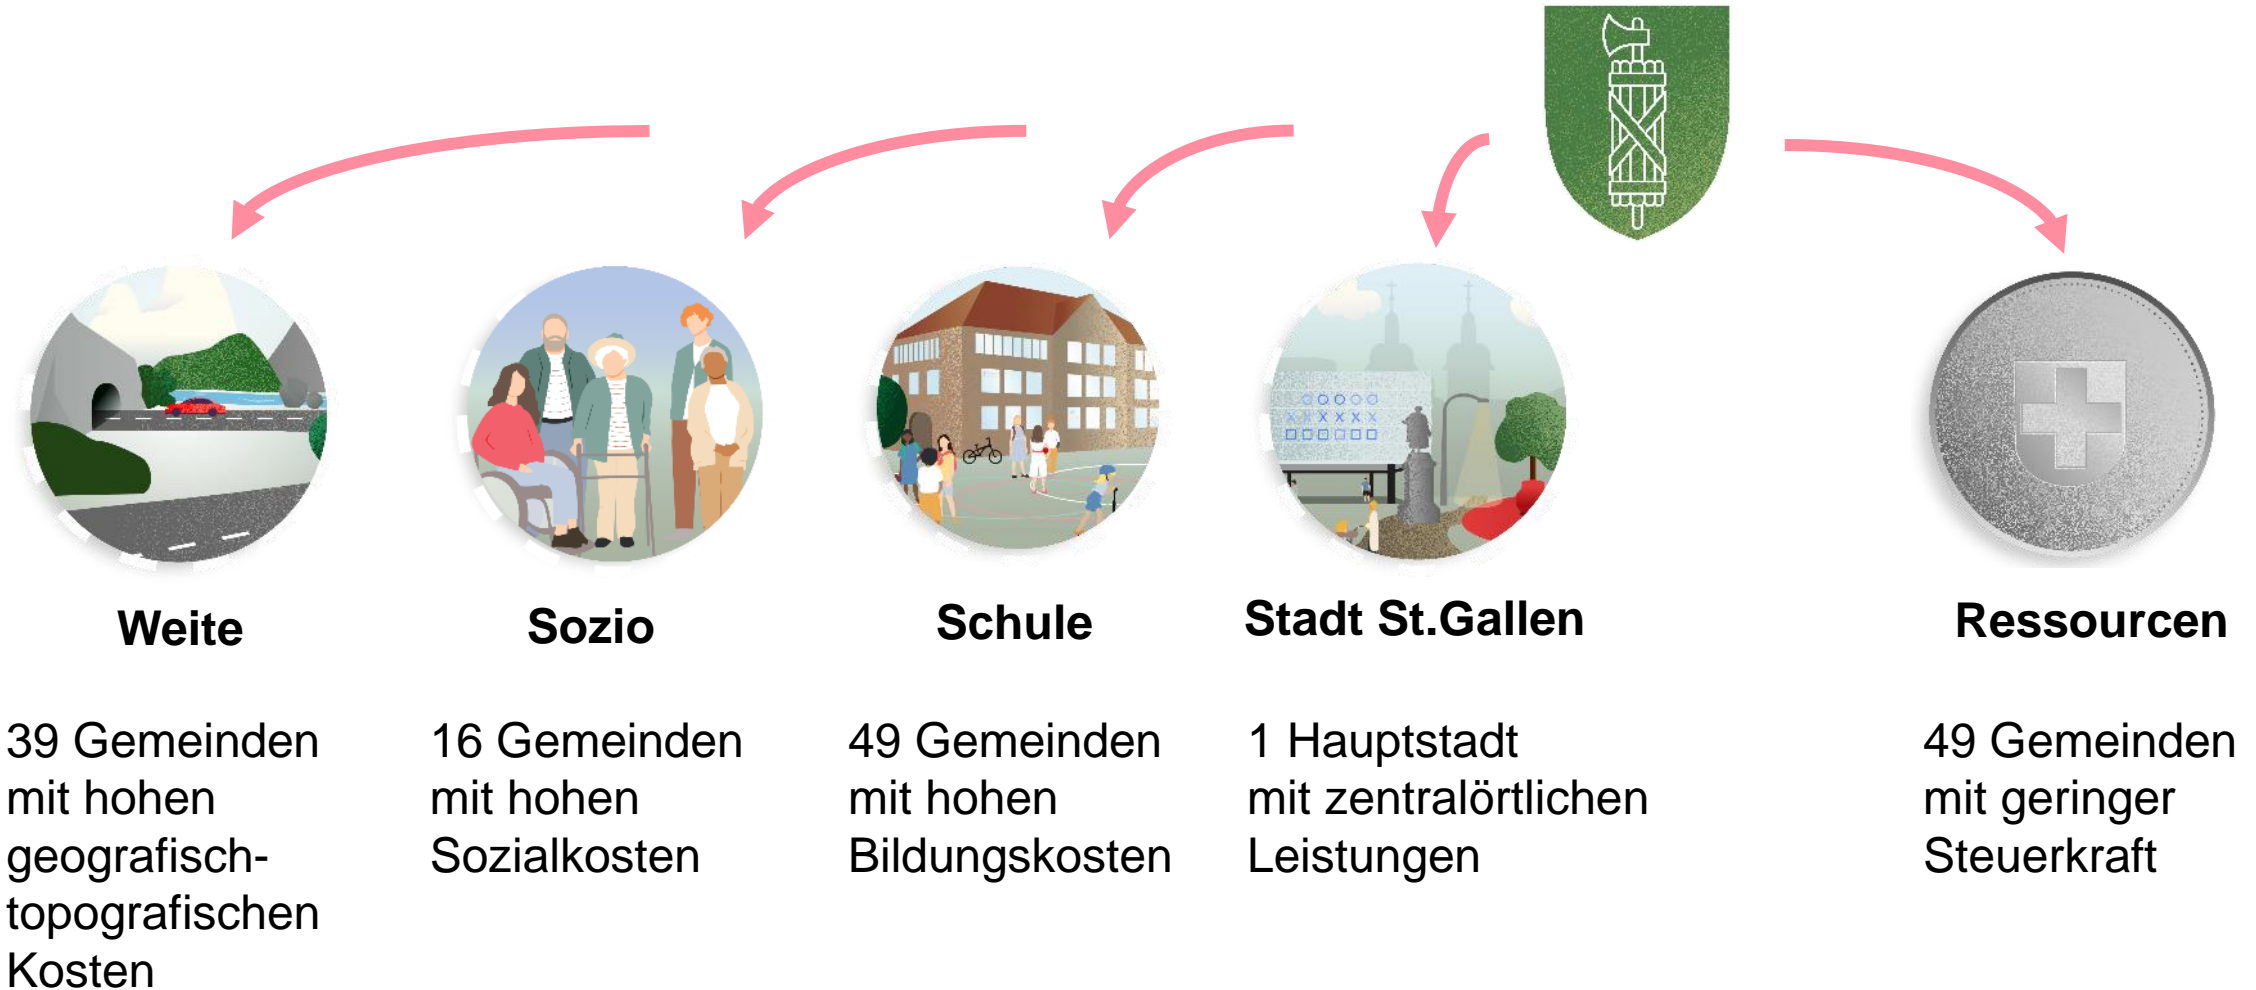 Weite
39 Gemeinden
mit hohen
geografisch-
topografischen
Kosten
Sozio
16 Gemeinden
mit hohen
Sozialkosten
Schule
49 Gemeinden
mit hohen
Bildungskosten
Stadt St.Gallen
1 Hauptstadt
mit zentralörtlichen
Leistungen
Ressourcen
49 Gemeinden
mit geringer
Steuerkraft